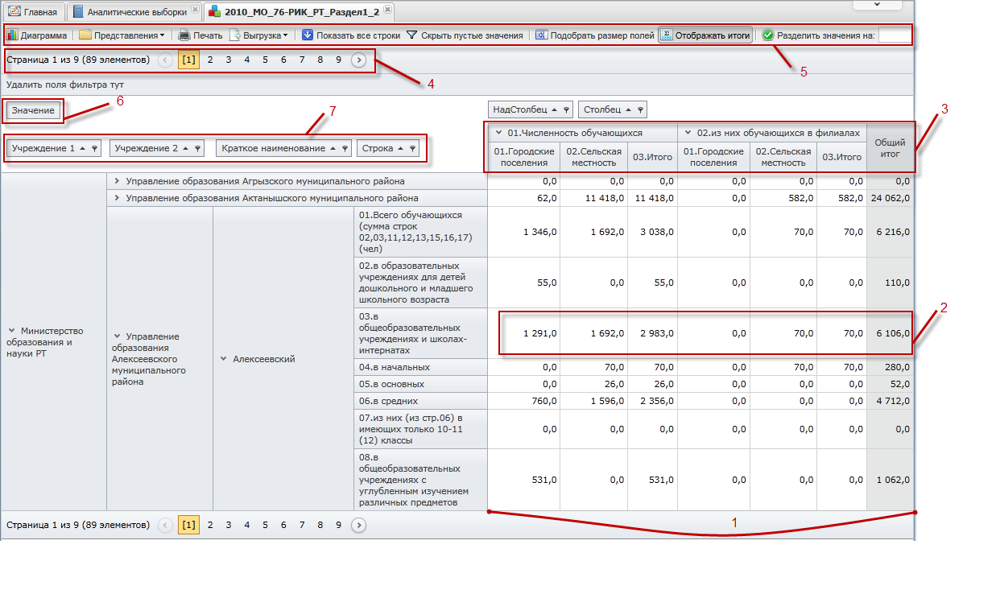 Главная Аналитические выборки 2010_МО_76-РИК_РТ_Раздел1_2
Диаграмма Представления Печать Выгрузка Показать все строки Скрыть пустые значения Подобрать размер полей Отображать итоги Разделить значения на:
Страница 1 из 9 (89 элементов) [1] 2 3 4 5 6 7 8 9
4
5
Удалить поля фильтра тут
Значение
6
7
НадСтолбец Столбец
3
Учреждение 1 Учреждение 2 Краткое наименование Строка
01.Численность обучающихся 02.из них обучающихся в филиалах Общий итог
01.Городские поселения 02.Сельская местность 03.Итого 01.Городские поселения 02.Сельская местность 03.Итого
Управление образования Агрызского муниципального района 0,0 0,0 0,0 0,0 0,0 0,0 0,0
Управление образования Актанышского муниципального района 62,0 11 418,0 11 418,0 0,0 582,0 582,0 24 062,0
Министерство
образования и
науки РТ
Управление
образования
Алексеевского
муниципального
района
Алексеевский
01.Всего обучающихся
(сумма строк
02,03,11,12,13,15,16,17)
(чел)
1 346,0 1 692,0 3 038,0 0,0 70,0 70,0 6 216,0
02.в образовательных
учреждениях для детей
дошкольного и младшего
школьного возраста
55,0 0,0 55,0 0,0 0,0 0,0 110,0
2
03.в
общеобразовательных
учреждениях и школах-
интернатах
1 291,0 1 692,0 2 983,0 0,0 70,0 70,0 6 106,0
04.в начальных 0,0 70,0 70,0 0,0 70,0 70,0 280,0
05.в основных 0,0 26,0 26,0 0,0 0,0 0,0 52,0
06.в средних 760,0 1 596,0 2 356,0 0,0 0,0 0,0 4 712,0
07.из них (из стр.06) в
имеющих только 10-11
(12) классы
0,0 0,0 0,0 0,0 0,0 0,0 0,0
08.в
общеобразовательных
учреждениях с
углубленным изучением
различных предметов
531,0 0,0 531,0 0,0 0,0 0,0 1 062,0
Страница 1 из 9 (89 элементов) [1] 2 3 4 5 6 7 8 9
1